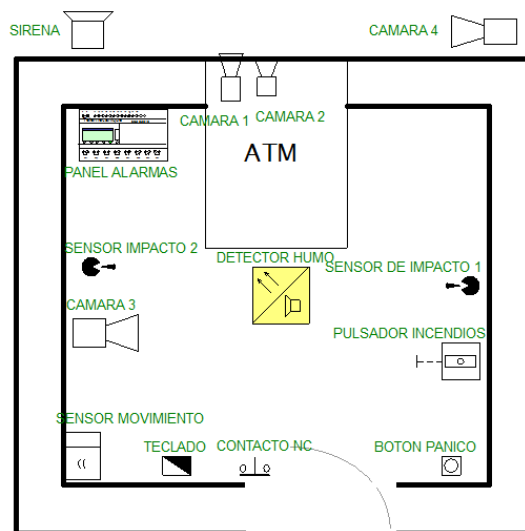 SIRENA
CAMARA 4
CAMARA 1
CAMARA 2
ATM
PANEL ALARMAS
SENSOR IMPACTO 2
DETECTOR HUMO
SENSOR DE IMPACTO 1
CAMARA 3
PULSADOR INCENDIOS
SENSOR MOVIMIENTO
TECLADO
CONTACTO NC
BOTON PANICO